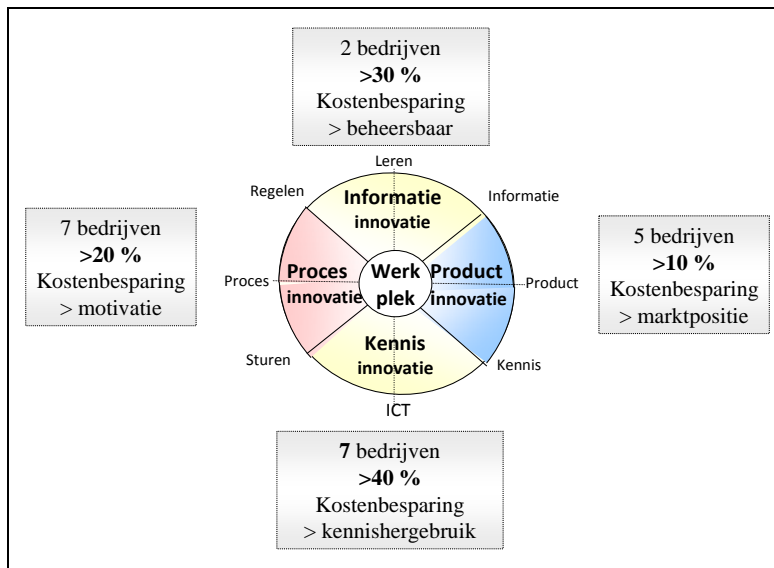 2 bedrijven
>30 %
Kostenbesparing
> beheersbaar
Leren
Regelen
Informatie
Informatie
innovatie
7 bedrijven
>20 %
Kostenbesparing
> motivatie
Proces
Proces
innovatie
Werk
plek
Product
innovatie
Product
5 bedrijven
>10 %
Kostenbesparing
> marktpositie
Sturen
Kennis
innovatie
Kennis
ICT
7 bedrijven
>40 %
Kostenbesparing
> kennishergebruik